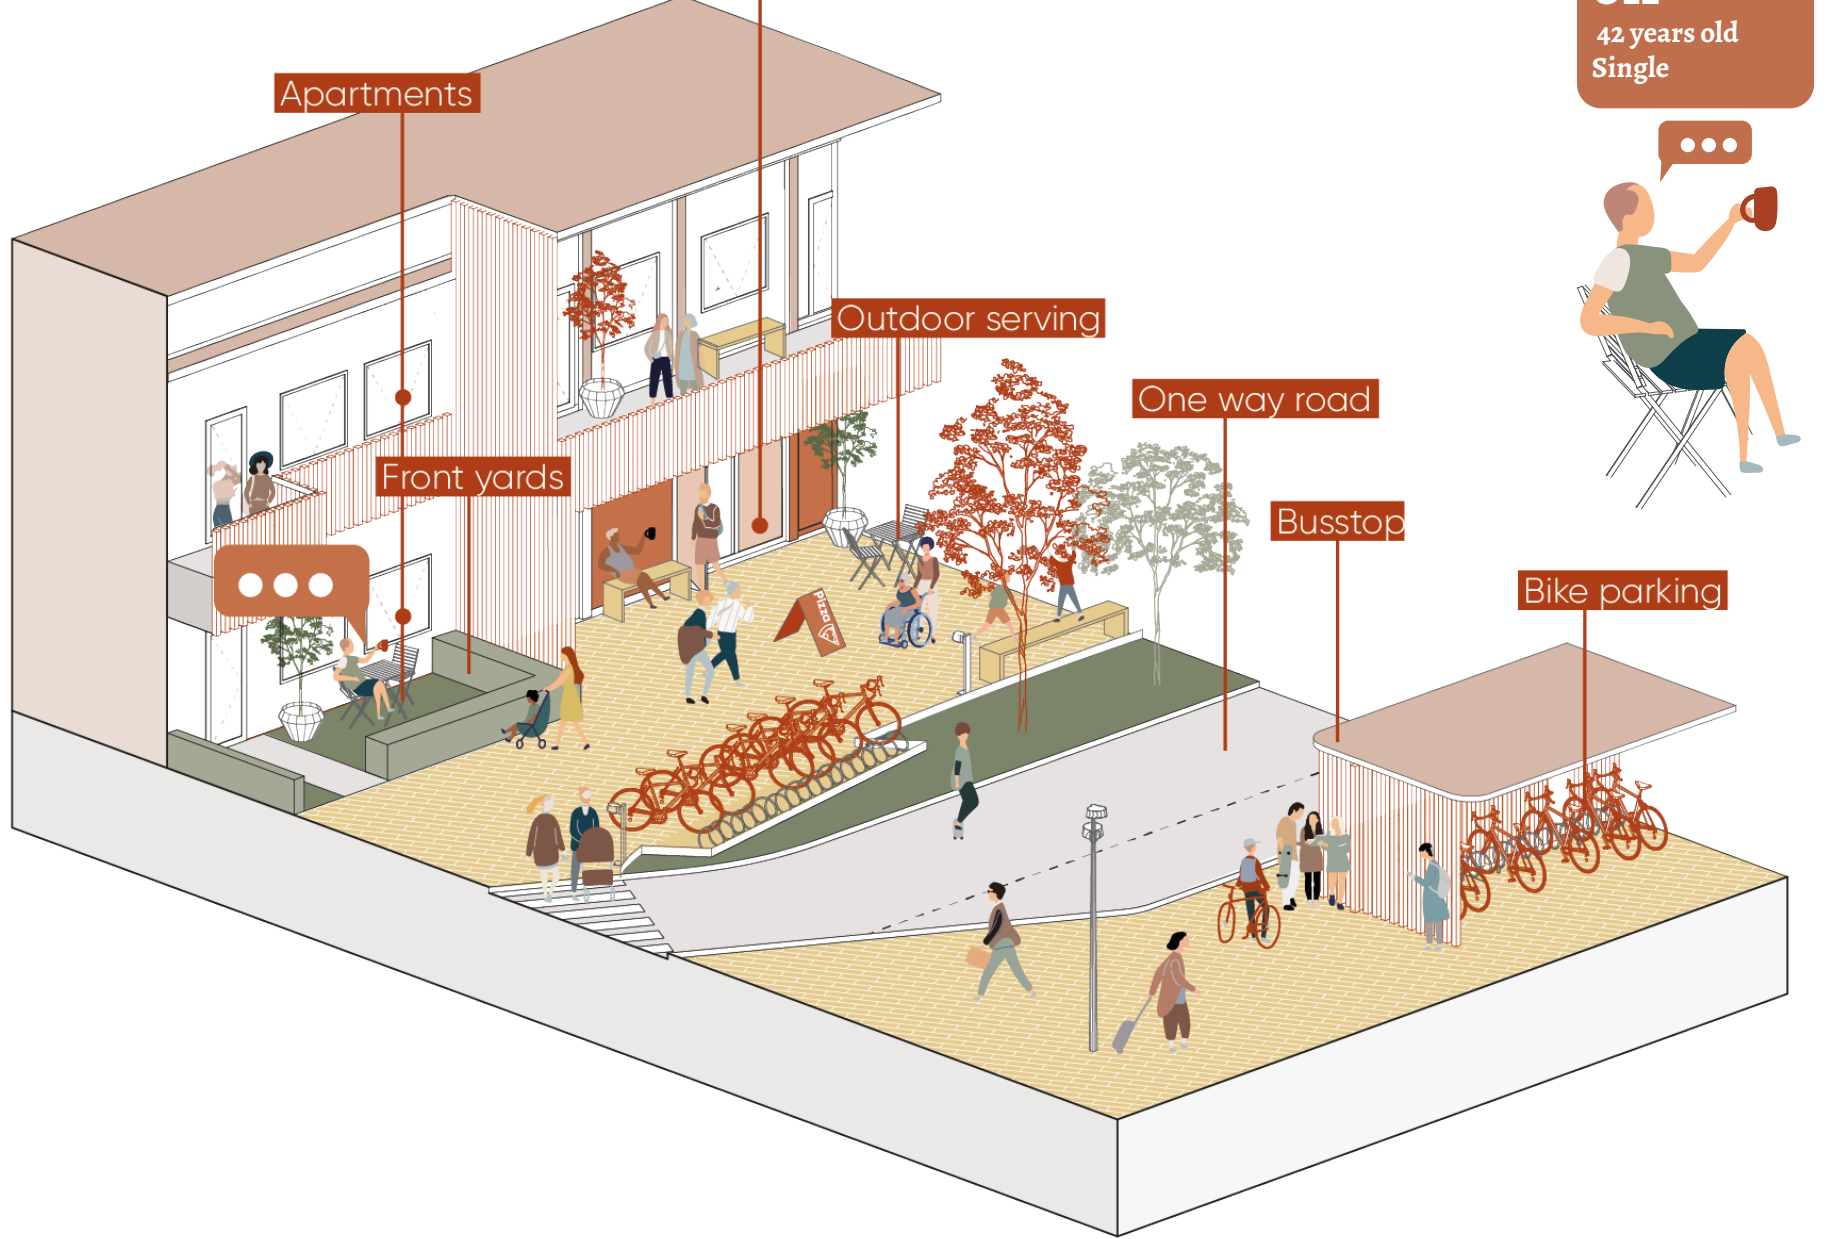 42 years old
Single
Apartments
Outdoor serving
One way road
Front yards
Busstop
Bike parking
Pizza